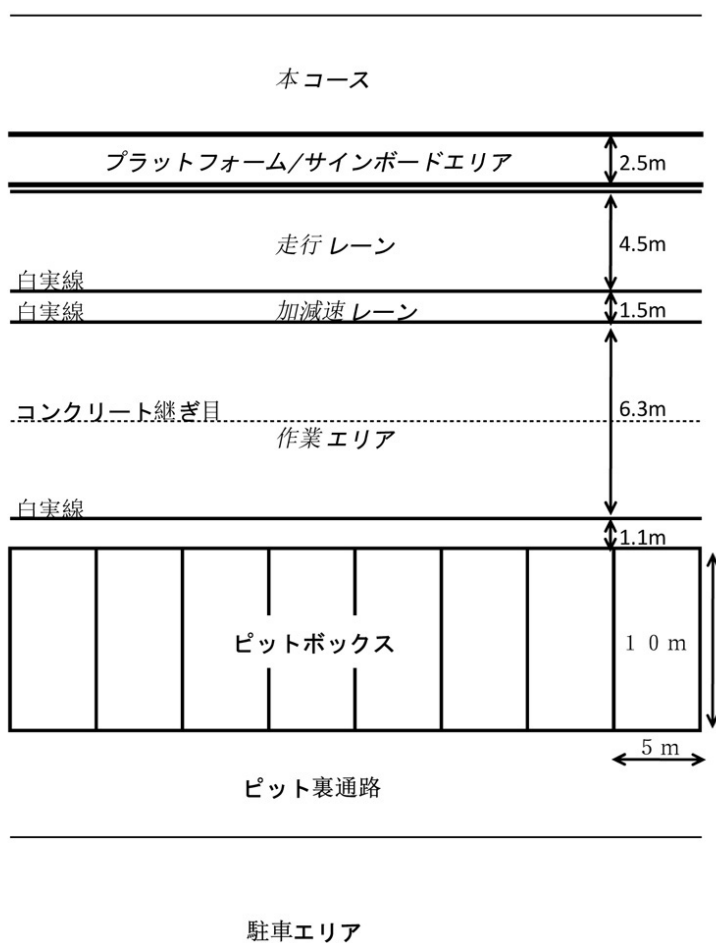 本コース
プラットフォーム/サインボードエリア
2.5m
走行レーン
4.5m
白実線
白実線
加減速レーン
1.5m
コンクリート継ぎ目
6.3m
作業エリア
白実線
1.1m
ピットボックス
10m
5m
ピット裏通路
駐車エリア